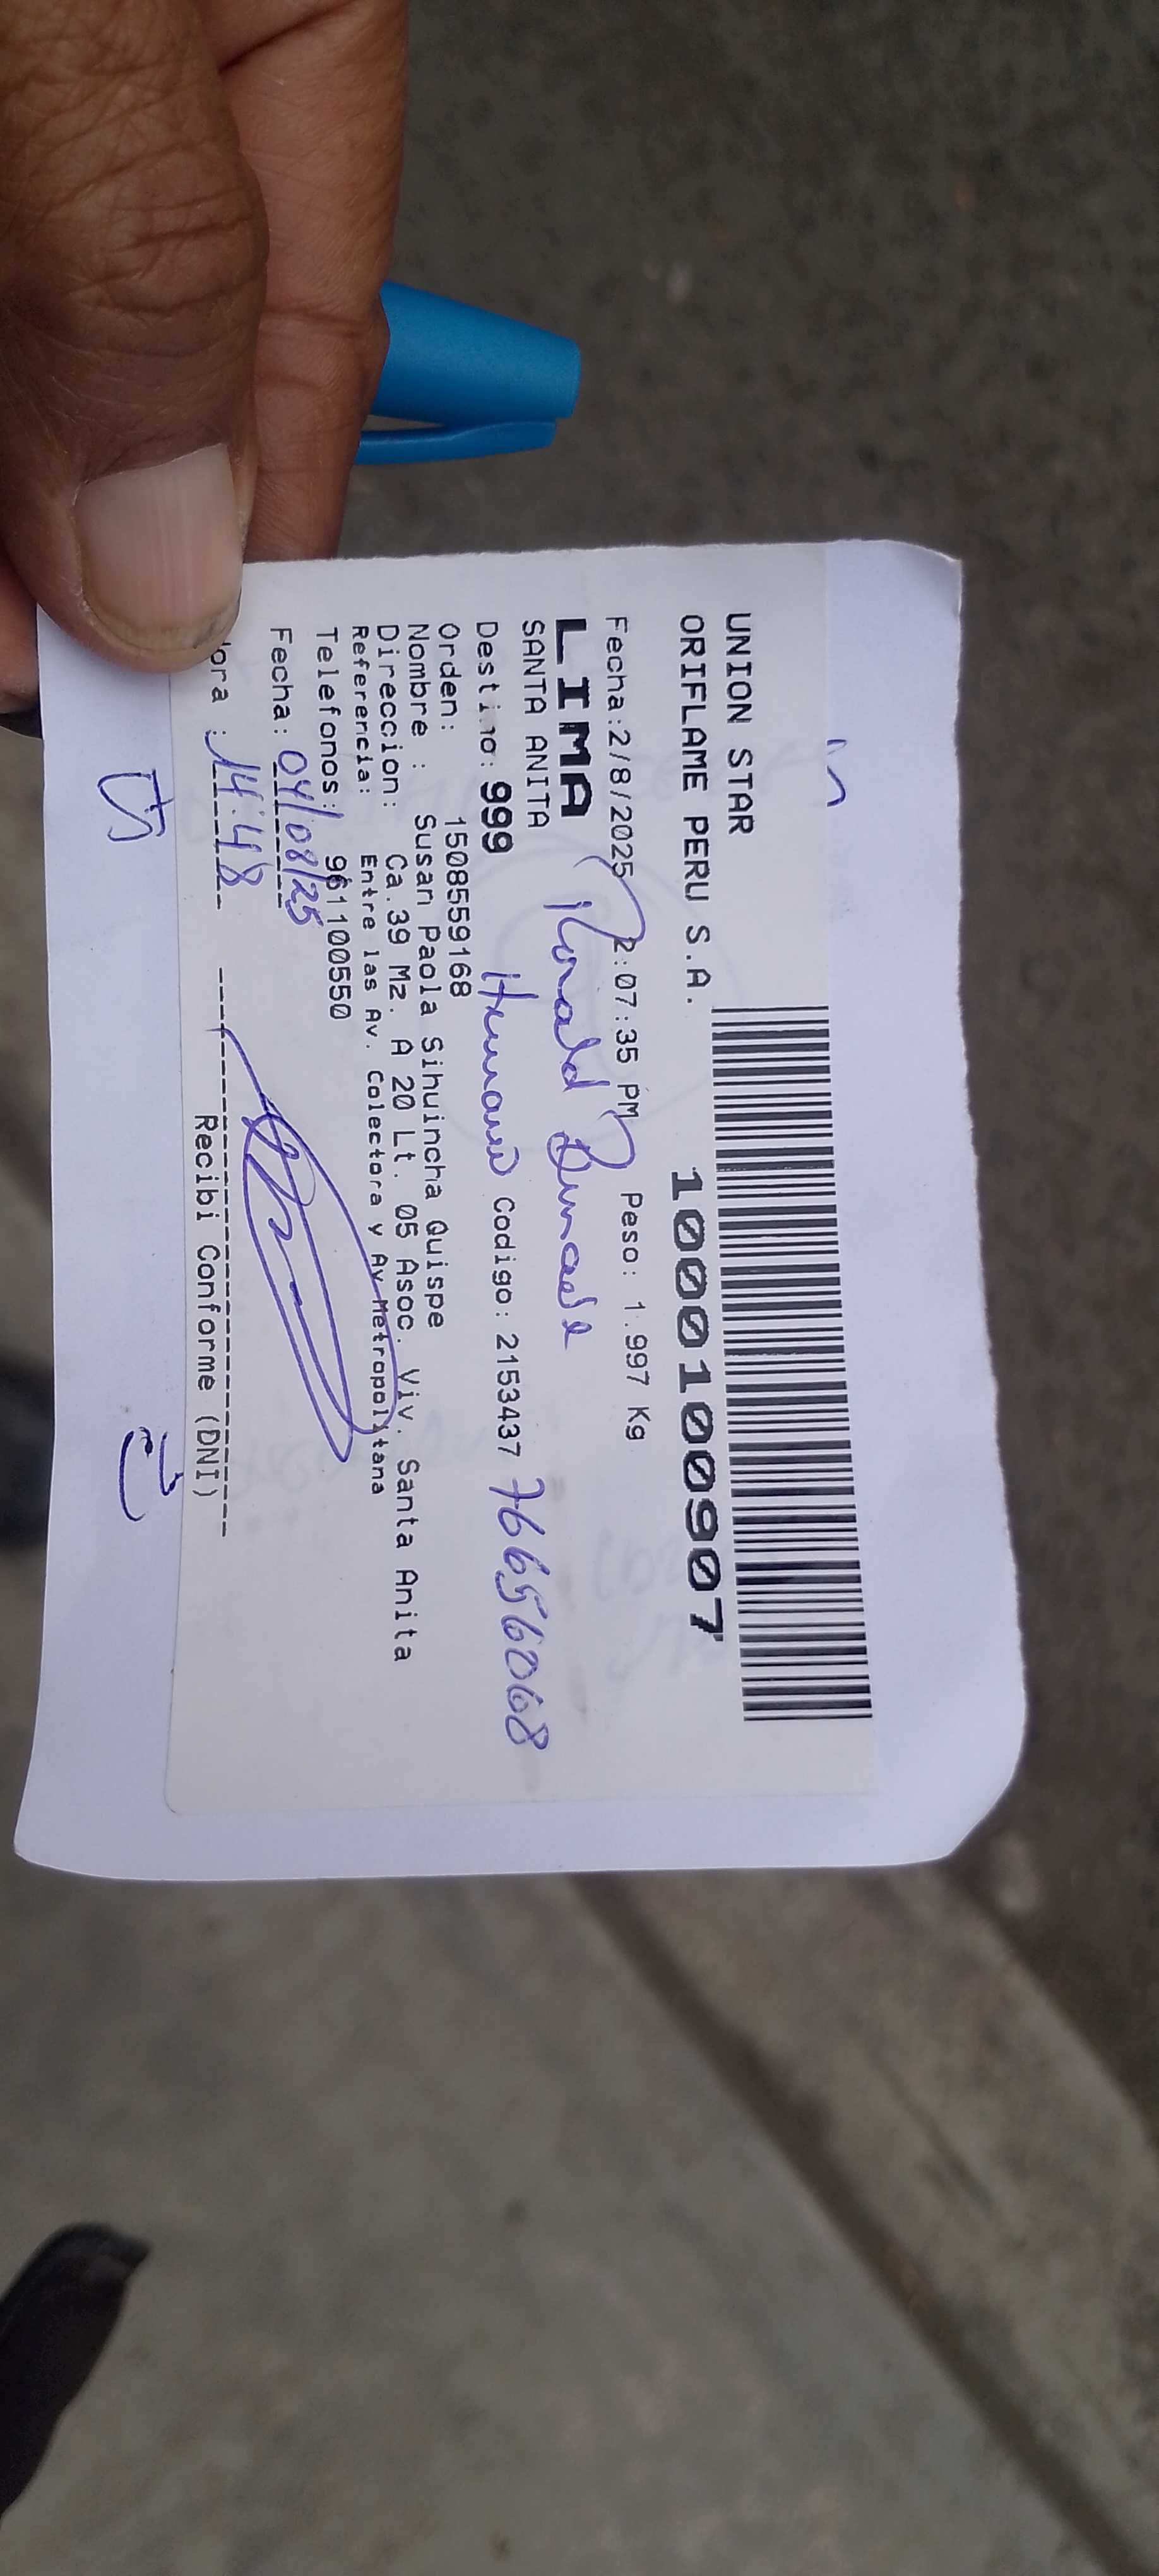 UNION STAR
ORIFLAME PERU S.A. 1000100907
Fecha:2/8/2025 2:07:35 PM Peso: 1.997 Kg
LIMA Ronald
SANTA ANITA
Destino: 999 Hermano Codigo: 2153437 76656068
Orden: 1508559168
Nombre : Susan Paola Sihuincha Quispe
Direccion: Ca.39 Mz. A 20 Lt. 05 Asoc. Viv. Santa Anita
Referencia: Entre las Av. Colectora y Av Metropolitana
Telefonos: 961100550
Fecha: 04/08/25
Hora : 14:48
Recibi Conforme (DNI)